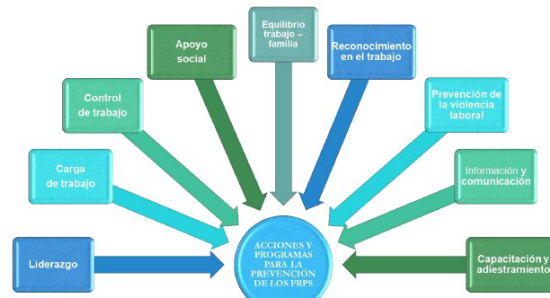 Equilibrio
trabajo –
familia
Apoyo
social
Reconocimiento
en el trabajo
Control
de trabajo
Prevención de
la violencia
laboral
Carga
de trabajo
Información y
comunicación
Liderazgo
ACCIONES Y
PROGRAMAS
PARA LA
PREVENCIÓN
DE LOS FRPS
Capacitación y
adiestramiento